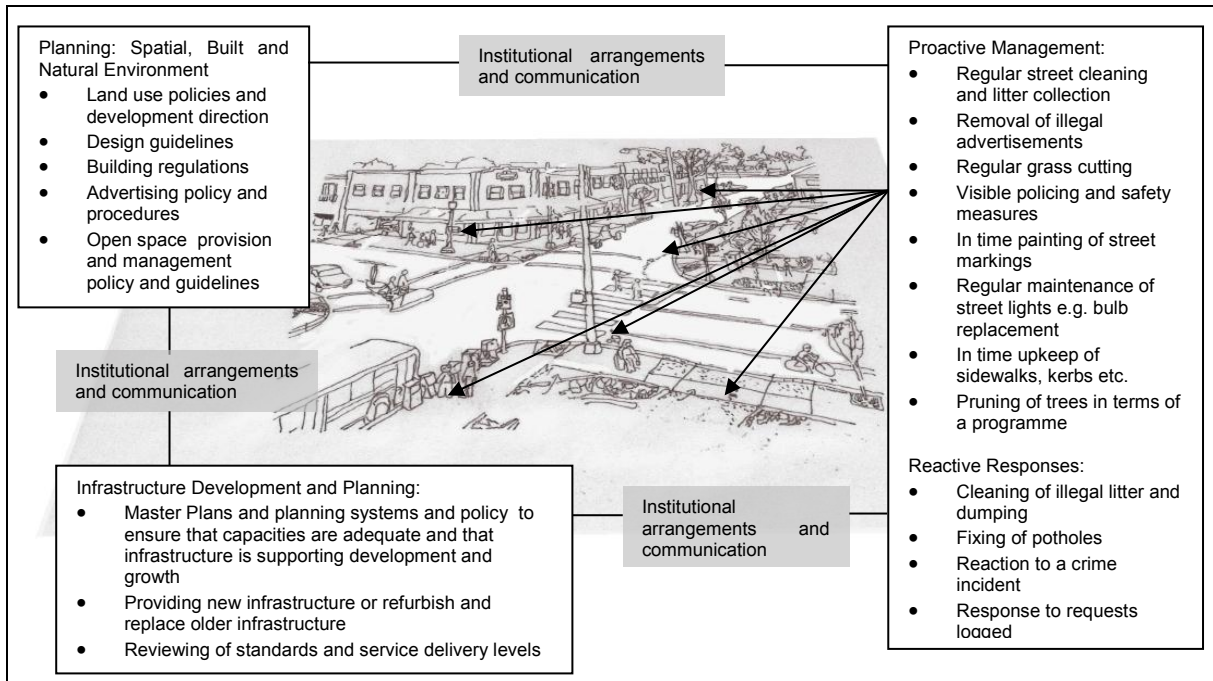 Planning: Spatial, Built and
Natural Environment
• Land use policies and
development direction
• Design guidelines
• Building regulations
• Advertising policy and
procedures
• Open space provision
and management
policy and guidelines
Institutional arrangements
and communication
Proactive Management:
• Regular street cleaning
and litter collection
• Removal of illegal
advertisements
• Regular grass cutting
• Visible policing and safety
measures
• In time painting of street
markings
• Regular maintenance of
street lights e.g. bulb
replacement
• In time upkeep of
sidewalks, kerbs etc.
• Pruning of trees in terms of
a programme
Reactive Responses:
• Cleaning of illegal litter and
dumping
• Fixing of potholes
• Reaction to a crime
incident
• Response to requests
logged
Institutional arrangements
and communication
Infrastructure Development and Planning:
• Master Plans and planning systems and policy to
ensure that capacities are adequate and that
infrastructure is supporting development and
growth
• Providing new infrastructure or refurbish and
replace older infrastructure
• Reviewing of standards and service delivery levels
Institutional
arrangements and
communication